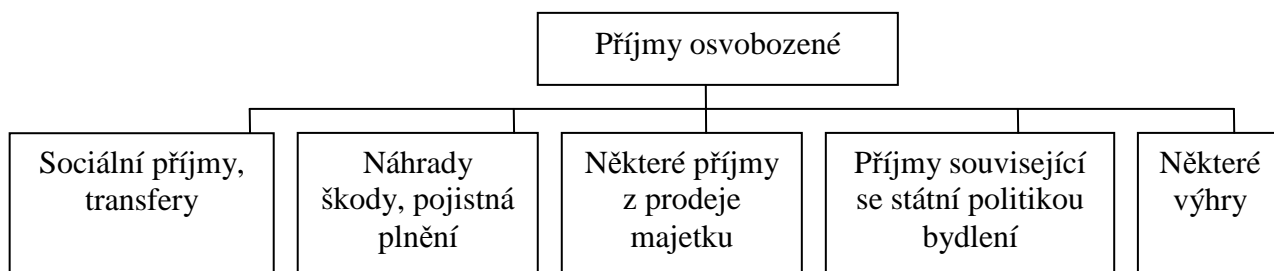 Příjmy osvobozené
Sociální příjmy,
transfery
Náhrady
škody, pojistná
plnění
Některé příjmy
z prodeje
majetku
Příjmy související
se státní politikou
bydlení
Některé
výhry